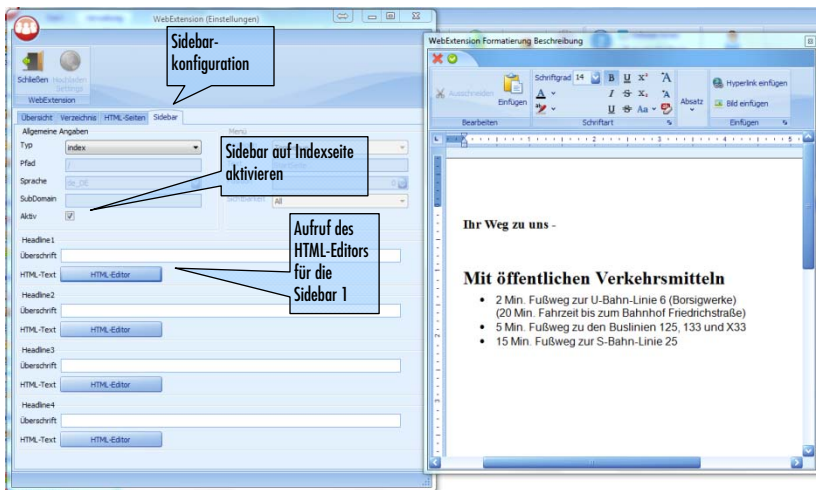 WebExtension (Einstellungen)
Schließen
Hochladen
Settings
WebExtension
Übersicht Verzeichnis HTML-Seiten Sidebar
Allgemeine Angaben
Menü
Typ index
Pfad /
Sprache de_DE
0
SubDomain
Sichtbarkeit All
Aktiv
Headline1
Überschrift
HTML-Text HTML-Editor
Headline2
Überschrift
HTML-Text HTML-Editor
Headline3
Überschrift
HTML-Text HTML-Editor
Headline4
Überschrift
HTML-Text HTML-Editor
Sidebar-
konfiguration
Sidebar auf Indexseite
aktivieren
Aufruf des
HTML-Editors
für die
Sidebar 1
WebExtension Formatierung Beschreibung
Ausschneiden
Einfügen
Bearbeiten
Schriftgrad 14
Schriftart
Absatz
Hyperlink einfügen
Bild einfügen
Einfügen
Ihr Weg zu uns -
Mit öffentlichen Verkehrsmitteln
• 2 Min. Fußweg zur U-Bahn-Linie 6 (Borsigwerke)
(20 Min. Fahrzeit bis zum Bahnhof Friedrichstraße)
• 5 Min. Fußweg zu den Buslinien 125, 133 und X33
• 15 Min. Fußweg zur S-Bahn-Linie 25